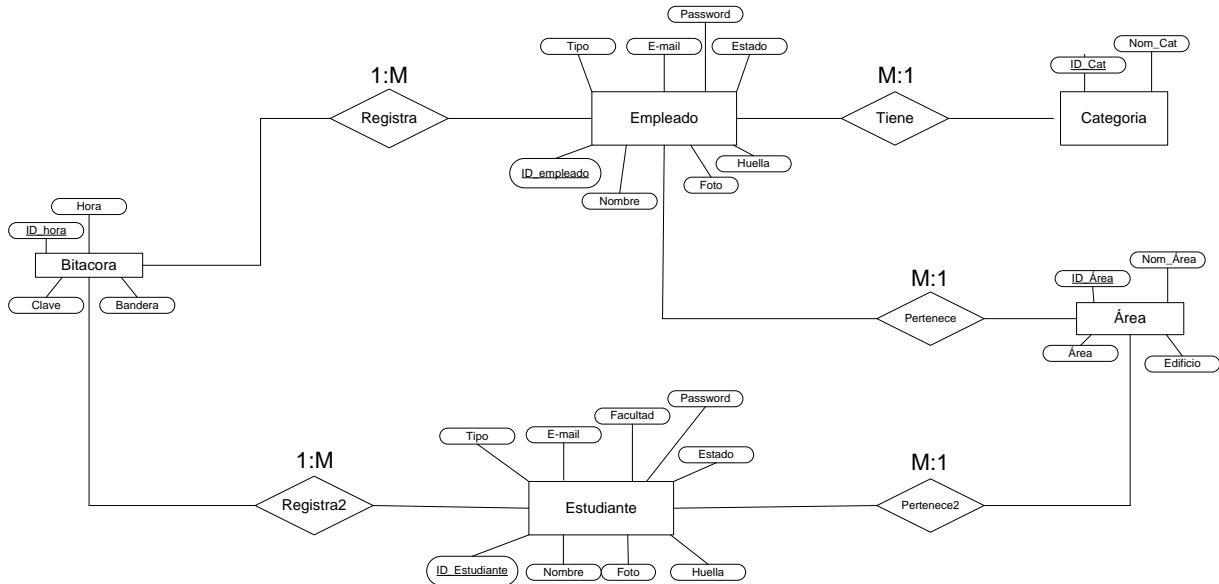 Password
Tipo
E-mail
Estado
Nom_Cat
ID_Cat
1:M
M:1
Registra
Empleado
Tiene
Categoria
Huella
ID_empleado
Foto
Nombre
Hora
ID_hora
Bitacora
Clave
Bandera
Nom_Área
M:1
ID_Área
Pertenece
Área
Área
Edificio
Password
Facultad
Tipo
E-mail
Estado
1:M
M:1
Registra2
Estudiante
Pertenece2
ID_Estudiante
Nombre
Foto
Huella